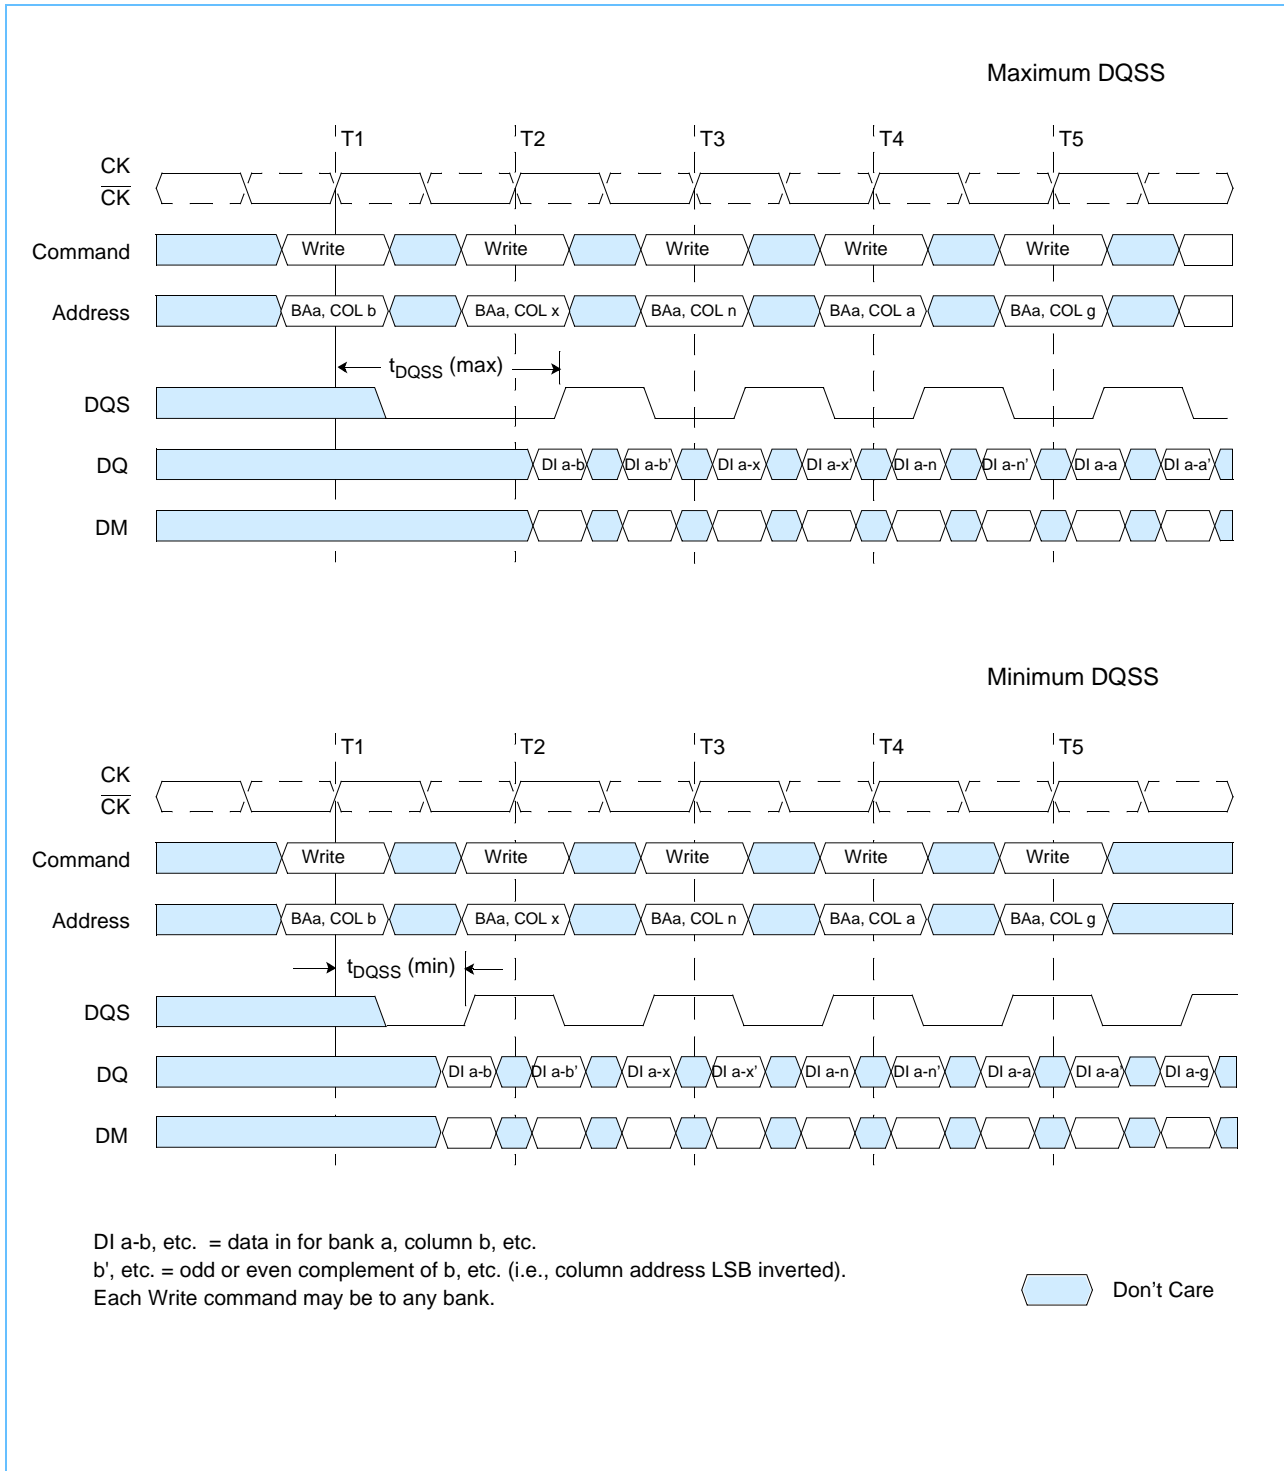 Maximum DQSS
T1 T2 T3 T4 T5
CK
CK
Command Write Write Write Write Write
Address BAa, COL b BAa, COL x BAa, COL n BAa, COL a BAa, COL g
tDQSS (max)
DQS
DQ DI a-b DI a-b' DI a-x DI a-x' DI a-n DI a-n' DI a-a DI a-a'
DM
Minimum DQSS
T1 T2 T3 T4 T5
CK
CK
Command Write Write Write Write Write
Address BAa, COL b BAa, COL x BAa, COL n BAa, COL a BAa, COL g
tDQSS (min)
DQS
DQ DI a-b DI a-b' DI a-x DI a-x' DI a-n DI a-n' DI a-a DI a-a' DI a-g
DM
DI a-b, etc. = data in for bank a, column b, etc.
b', etc. = odd or even complement of b, etc. (i.e., column address LSB inverted).
Each Write command may be to any bank.
Don't Care